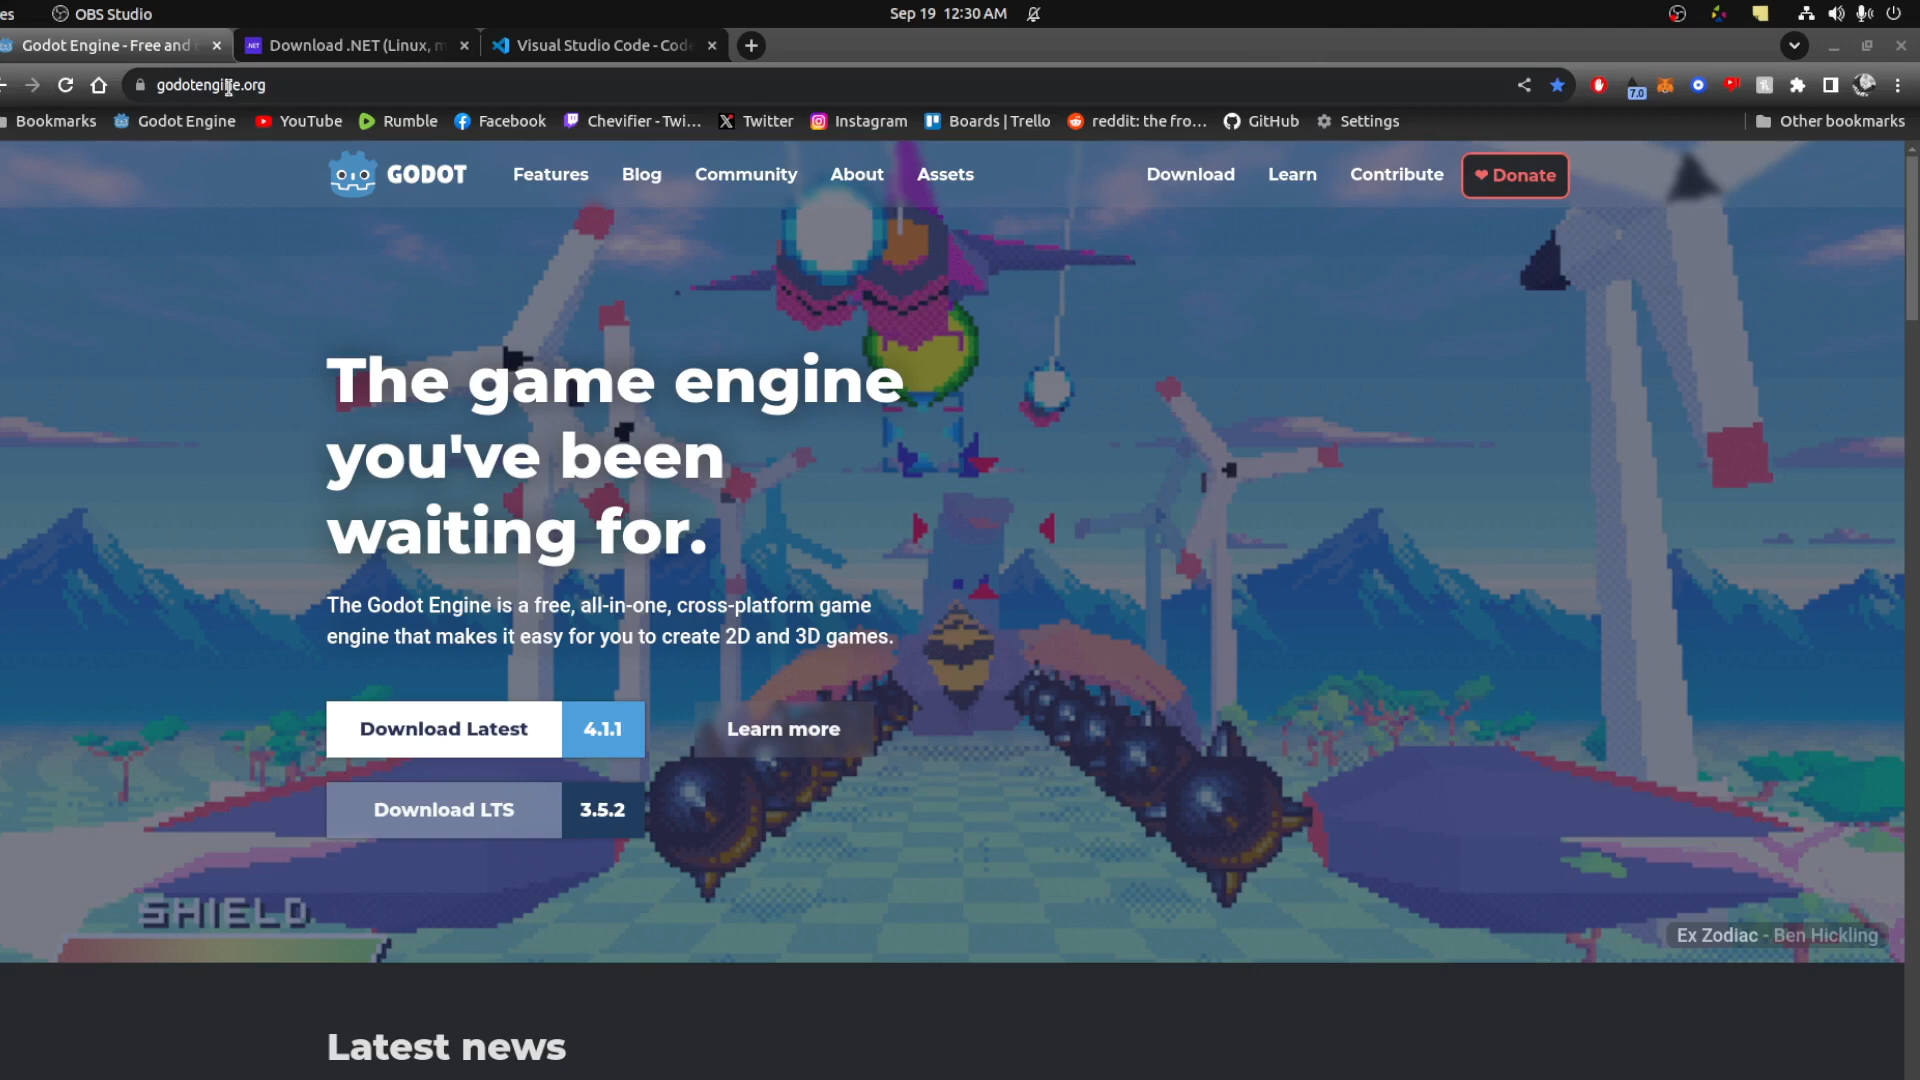 es OBS Studio Sep 19 12:30 AM
Godot Engine - Free and Download .NET (Linux, m Visual Studio Code - Code
godotengine.org 7.0
Bookmarks Godot Engine YouTube Rumble Facebook Chevifier - Twi... Twitter Instagram Boards | Trello reddit: the fro... GitHub Settings Other bookmarks
GODOT Features Blog Community About Assets Download Learn Contribute Donate
The game engine
you've been
waiting for.
The Godot Engine is a free, all-in-one, cross-platform game
engine that makes it easy for you to create 2D and 3D games.
Download Latest 4.1.1 Learn more
Download LTS 3.5.2
SHIELD
Ex Zodiac - Ben Hickling
Latest news